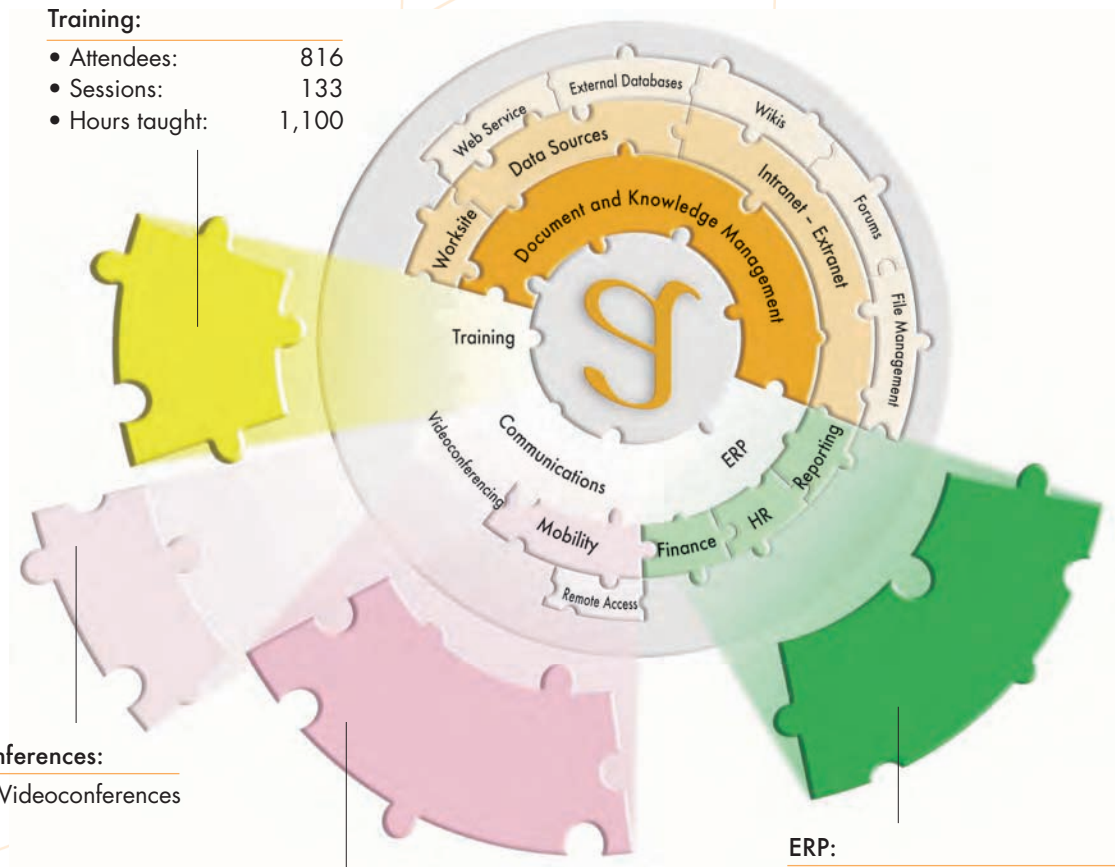 Training:
• Attendees: 816
• Sessions: 133
• Hours taught: 1,100
External Databases
Web Service
Wikis
Data Sources
Forums
Intranet – Extranet
Worksite
Document and Knowledge Management
File Management
Training
Communications
Videoconferencing
ERP
Reporting
HR
Mobility
Finance
Remote Access
nferences:
Videoconferences
ERP: